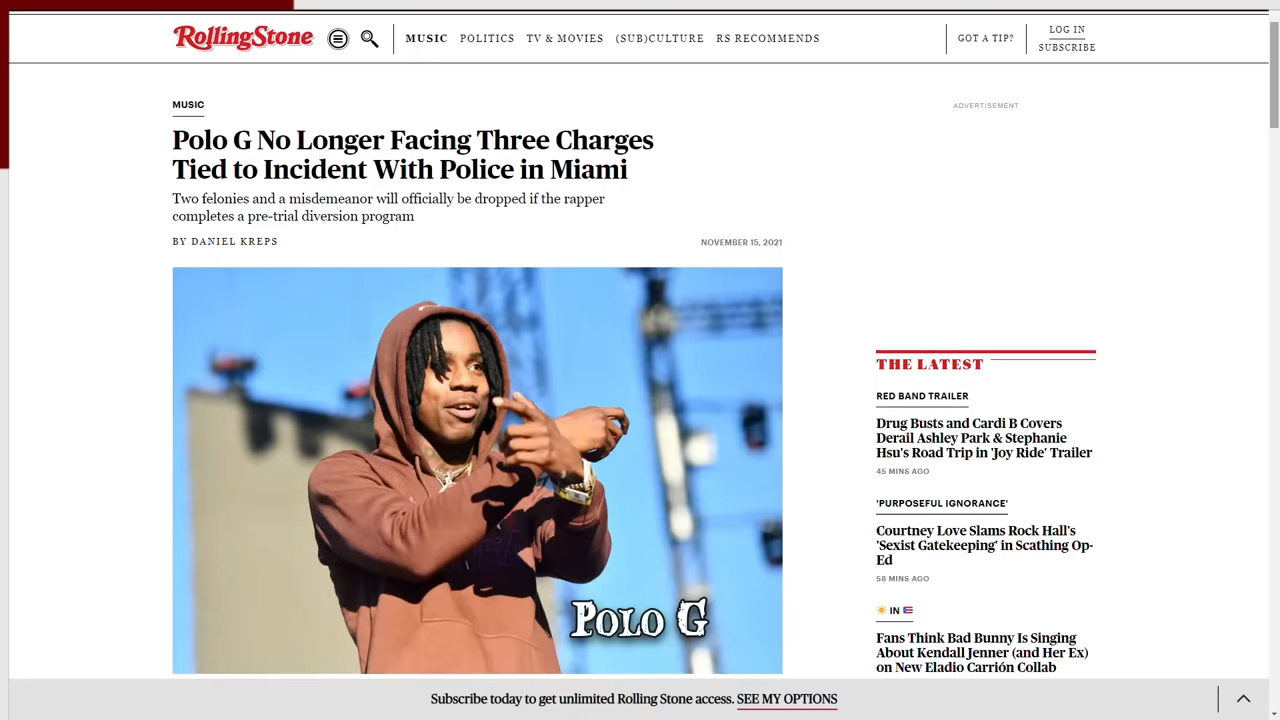 RollingStone
MUSIC POLITICS TV & MOVIES (SUB)CULTURE RS RECOMMENDS
GOT A TIP?
LOG IN
SUBSCRIBE
MUSIC
Polo G No Longer Facing Three Charges
Tied to Incident With Police in Miami
Two felonies and a misdemeanor will officially be dropped if the rapper
completes a pre-trial diversion program
BY DANIEL KREPS
NOVEMBER 15, 2021
POLO G
ADVERTISEMENT
THE LATEST
RED BAND TRAILER
Drug Busts and Cardi B Covers
Derail Ashley Park & Stephanie
Hsu's Road Trip in 'Joy Ride' Trailer
45 MINS AGO
'PURPOSEFUL IGNORANCE'
Courtney Love Slams Rock Hall's
'Sexist Gatekeeping' in Scathing Op-
Ed
58 MINS AGO
☀️ IN 🇵🇷
Fans Think Bad Bunny Is Singing
About Kendall Jenner (and Her Ex)
on New Eladio Carrión Collab
Subscribe today to get unlimited Rolling Stone access. SEE MY OPTIONS